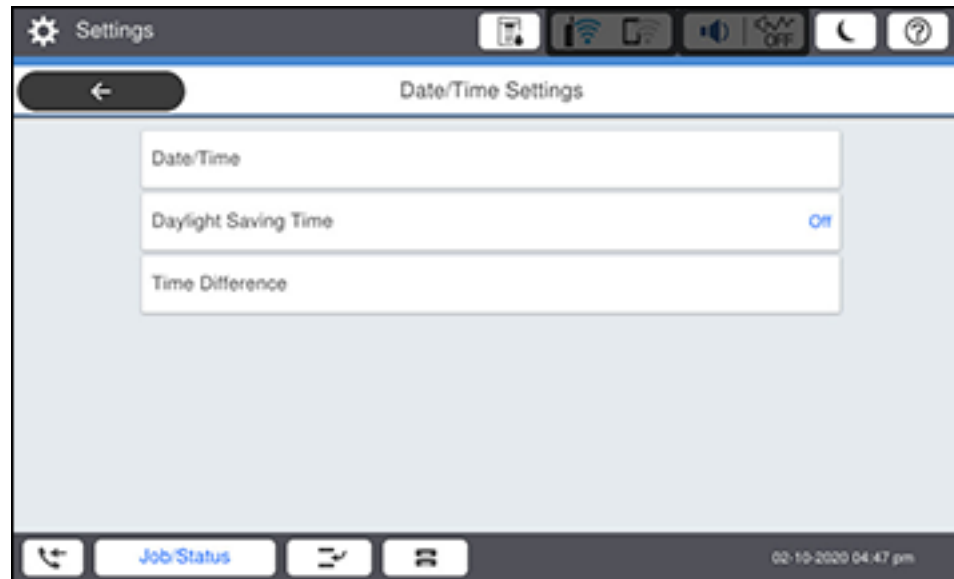 Settings
OFF
Date/Time Settings
Date/Time
Daylight Saving Time Off
Time Difference
Job/Status 02-10-2020 04:47 pm